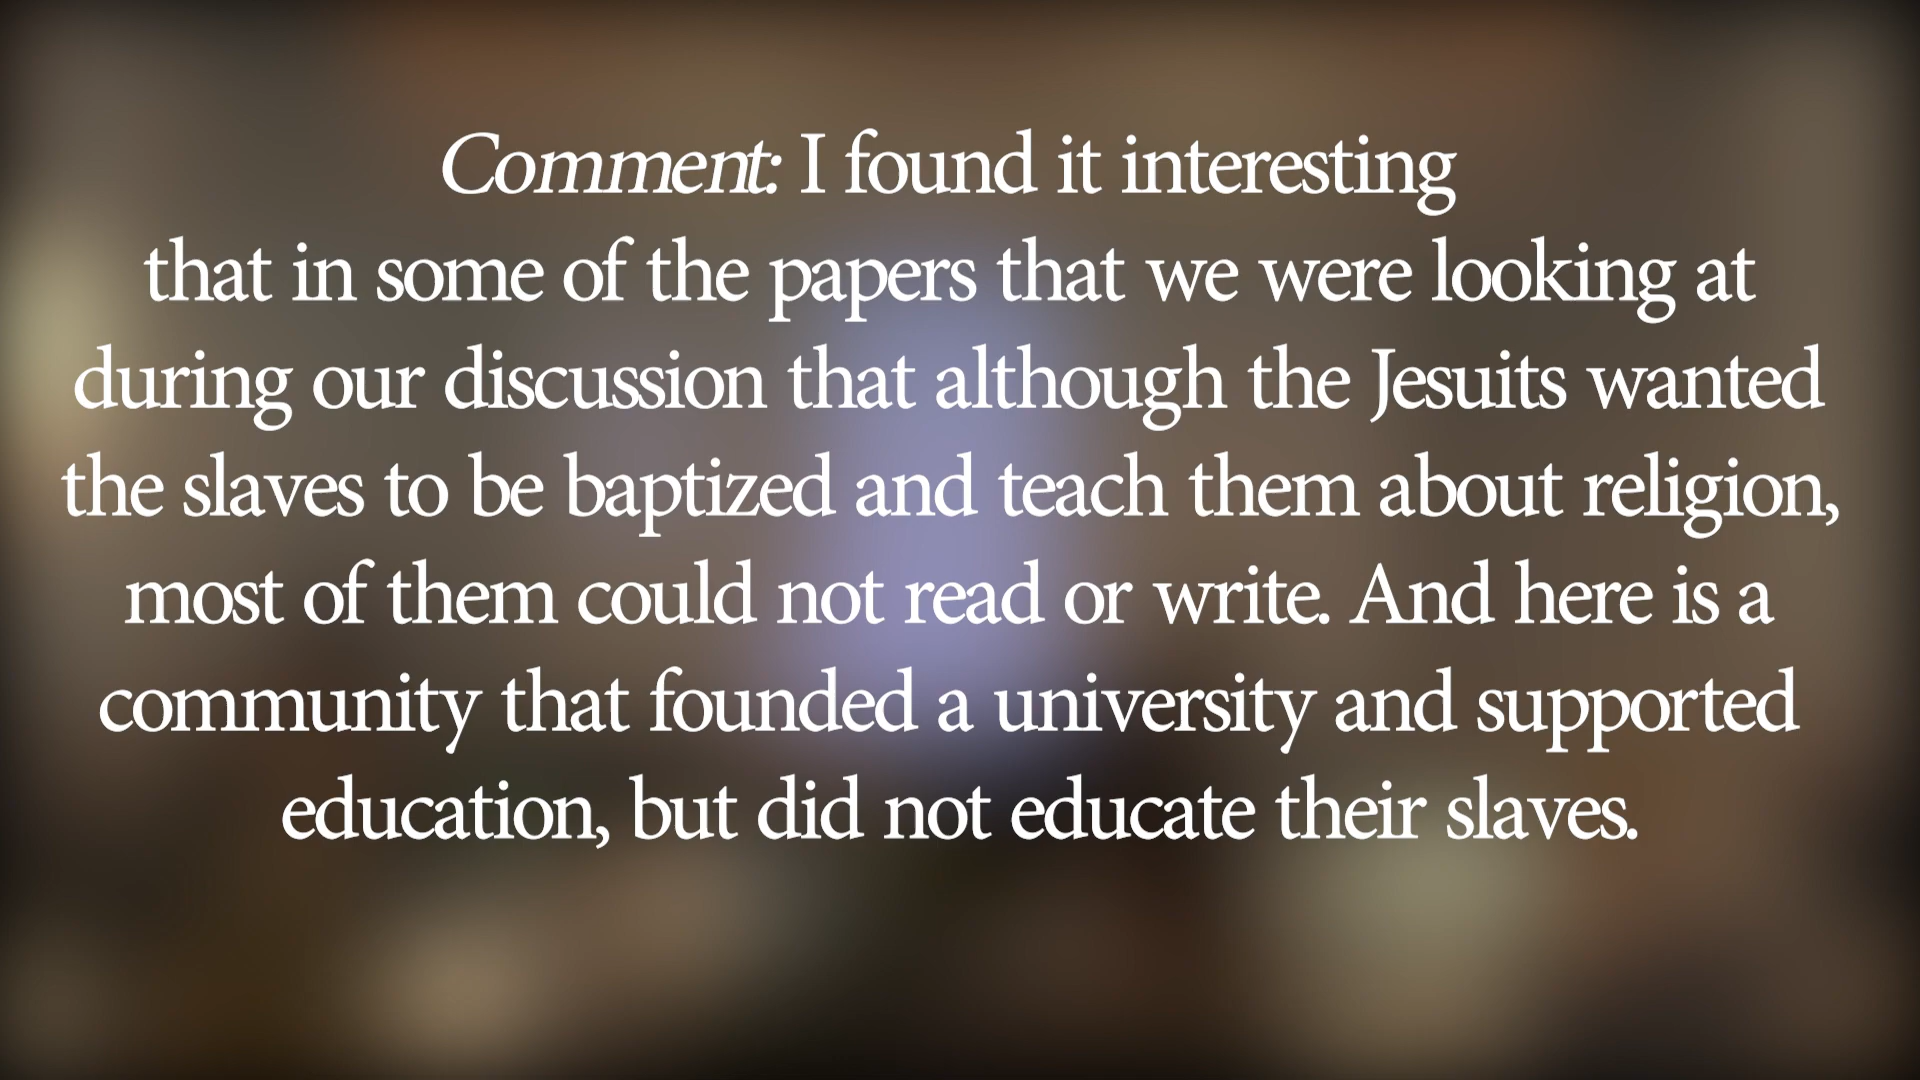 Comment: I found it interesting
that in some of the papers that we were looking at
during our discussion that although the Jesuits wanted
the slaves to be baptized and teach them about religion,
most of them could not read or write. And here is a
community that founded a university and supported
education, but did not educate their slaves.